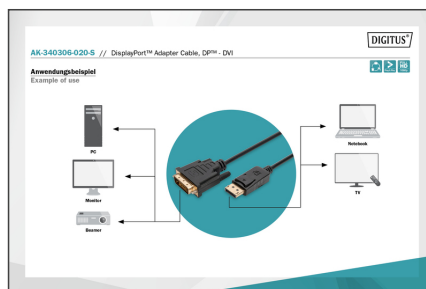 DIGITUS®
AK-340306-020-S // DisplayPort™ Adapter Cable, DP™ - DVI
Anwendungsbeispiel
Example of use
PC
Notebook
Monitor
TV
Beamer